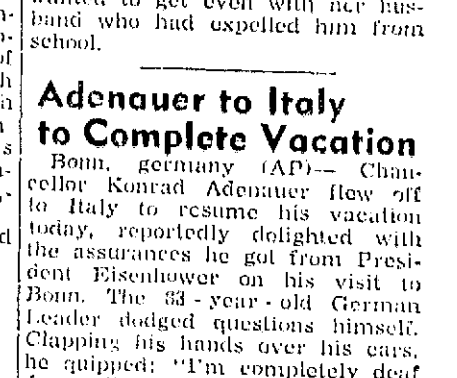 wanted to get even with her hus-
band who had expelled him from
school.
Adenauer to Italy
to Complete Vacation
Bonn, germany (AP)— Chan-
cellor Konrad Adenauer flew off
to Italy to resume his vacation
today, reportedly delighted with
the assurances he got from Presi-
dent Eisenhower on his visit to
Bonn. The 83-year-old German
Leader dodged questions himself.
Clapping his hands over his ears,
he quipped: "I'm completely deaf